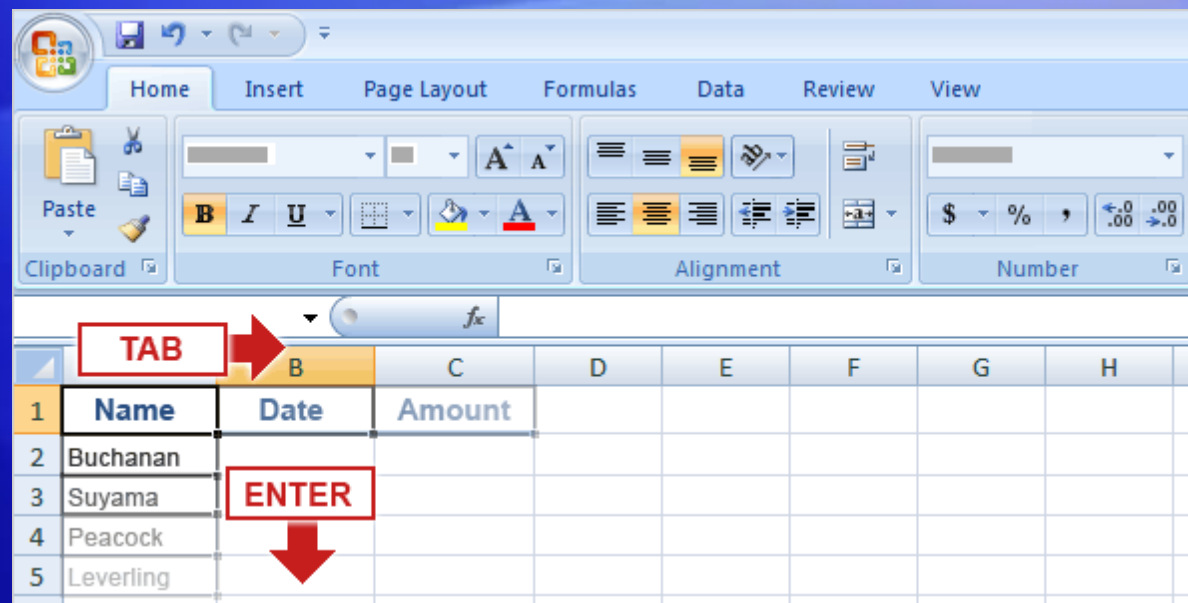 Home Insert Page Layout Formulas Data Review View
A A
Paste
B I U A $ % , .0 .00 .00 .0
Clipboard Font Alignment Number
fx
TAB
B C D E F G H
1 Name Date Amount
2 Buchanan
3 Suyama
ENTER
4 Peacock
5 Leverling